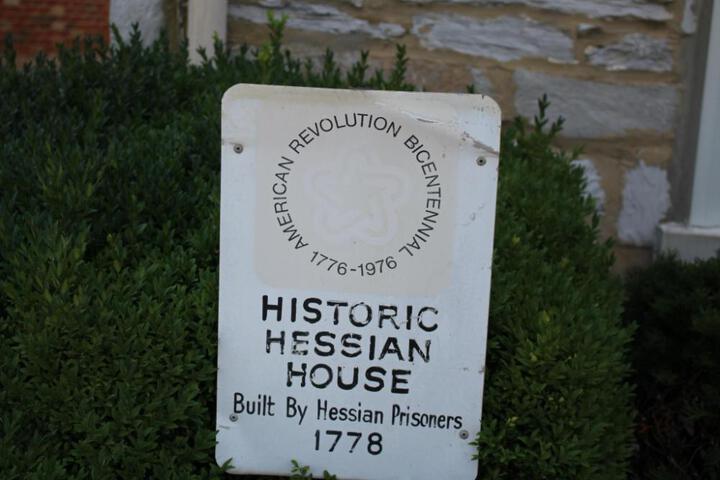 AMERICAN REVOLUTION BICENTENNIAL
1776-1976
HISTORIC
HESSIAN
HOUSE
Built By Hessian Prisoners
1778